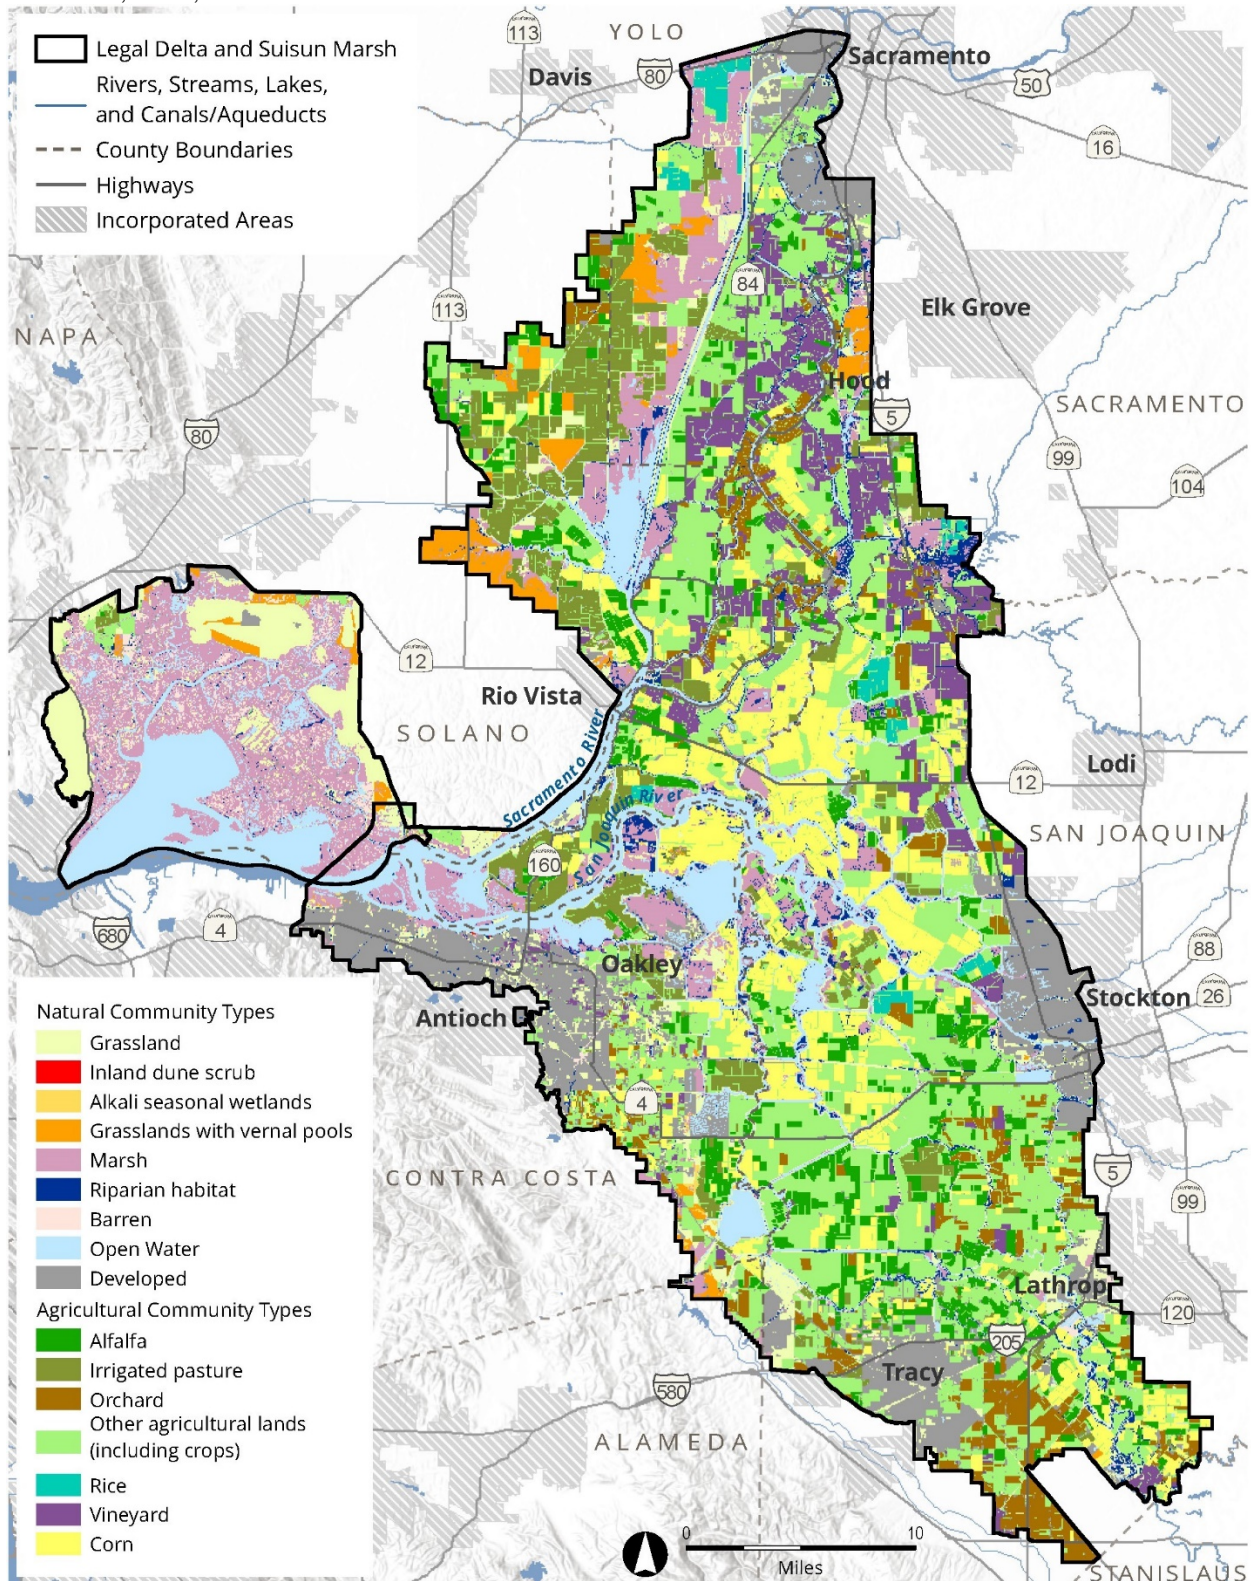 Legal Delta and Suisun Marsh
Rivers, Streams, Lakes,
and Canals/Aqueducts
County Boundaries
Highways
Incorporated Areas
113
YOLO
Davis
80
Sacramento
50
16
84
113
NAPA
Elk Grove
Hood
5
SACRAMENTO
80
99
104
12
Rio Vista
SOLANO
Sacramento River
San Joaquin River
Lodi
12
SAN JOAQUIN
160
680
4
88
Oakley
Stockton
26
Antioch
4
CONTRA COSTA
5
99
Lathrop
120
205
Tracy
580
ALAMEDA
STANISLAUS
Natural Community Types
Grassland
Inland dune scrub
Alkali seasonal wetlands
Grasslands with vernal pools
Marsh
Riparian habitat
Barren
Open Water
Developed
Agricultural Community Types
Alfalfa
Irrigated pasture
Orchard
Other agricultural lands
(including crops)
Rice
Vineyard
Corn
0
10
Miles